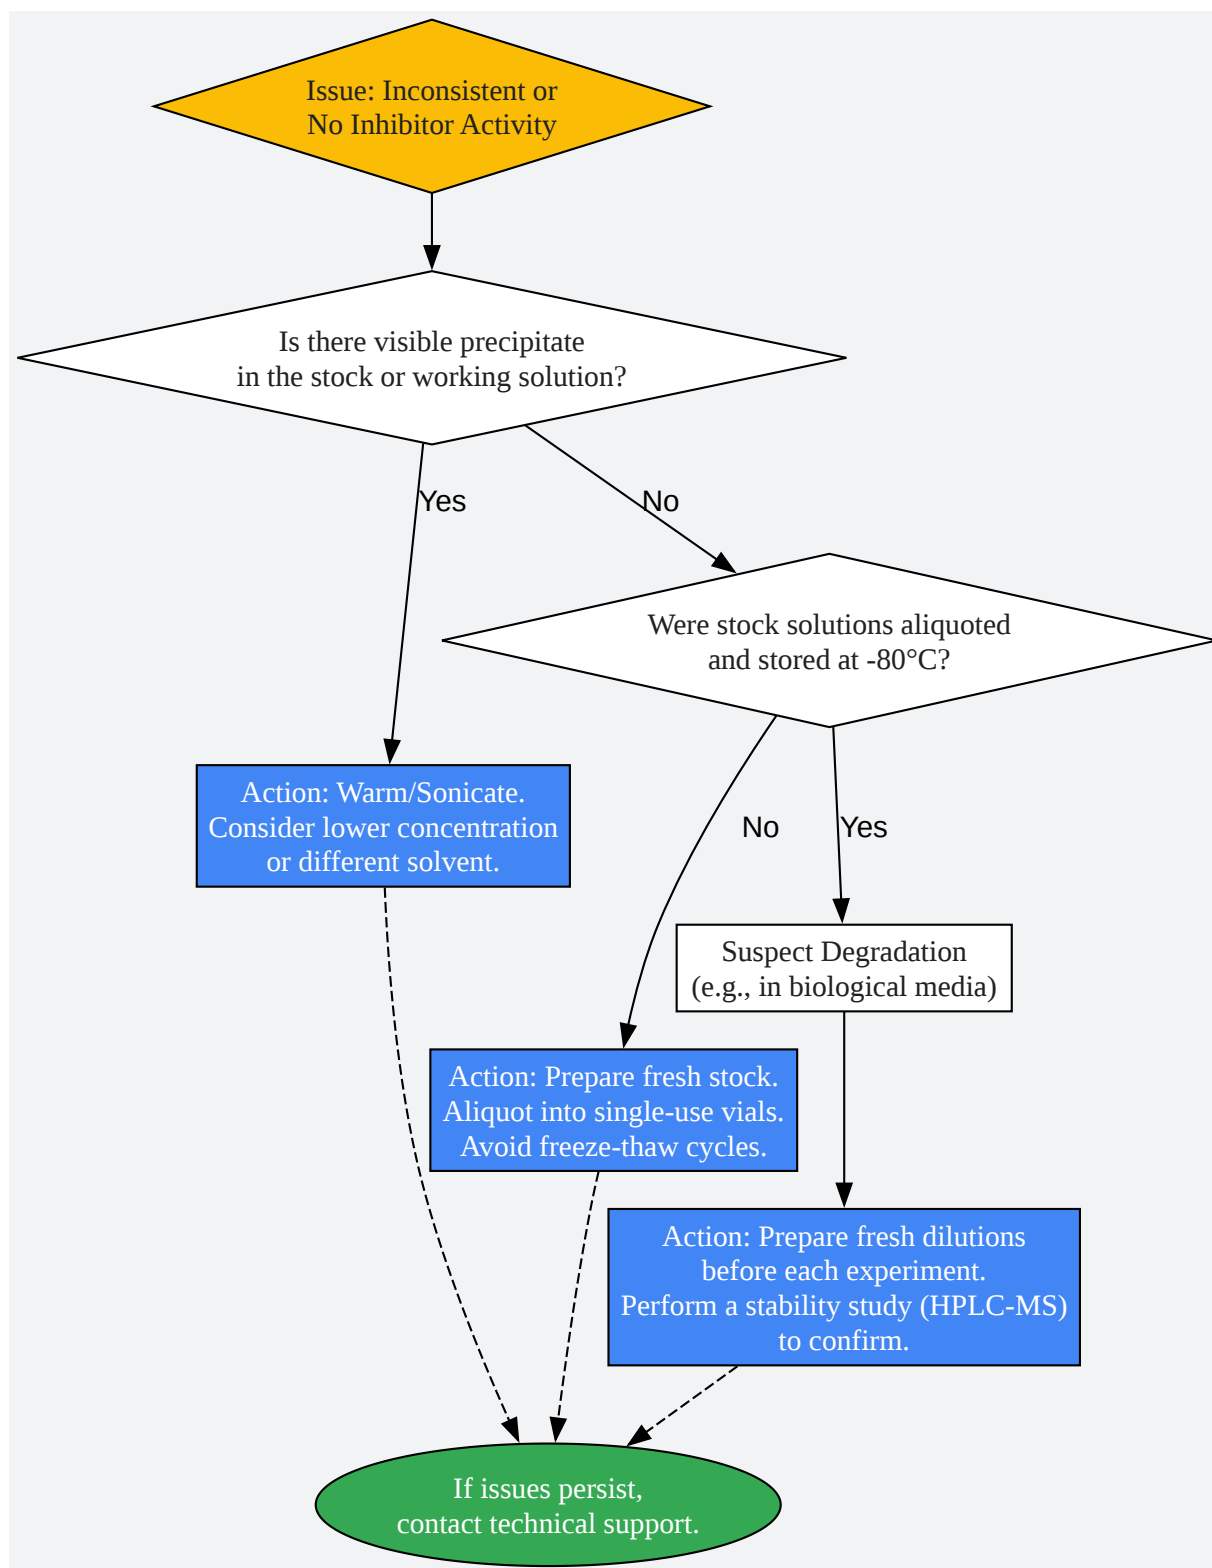 Issue: Inconsistent or
No Inhibitor Activity
Is there visible precipitate
in the stock or working solution?
Yes
No
Were stock solutions aliquoted
and stored at -80°C?
Action: Warm/Sonicate.
Consider lower concentration
or different solvent.
No
Yes
Suspect Degradation
(e.g., in biological media)
Action: Prepare fresh stock.
Aliquot into single-use vials.
Avoid freeze-thaw cycles.
Action: Prepare fresh dilutions
before each experiment.
Perform a stability study (HPLC-MS)
to confirm.
If issues persist,
contact technical support.